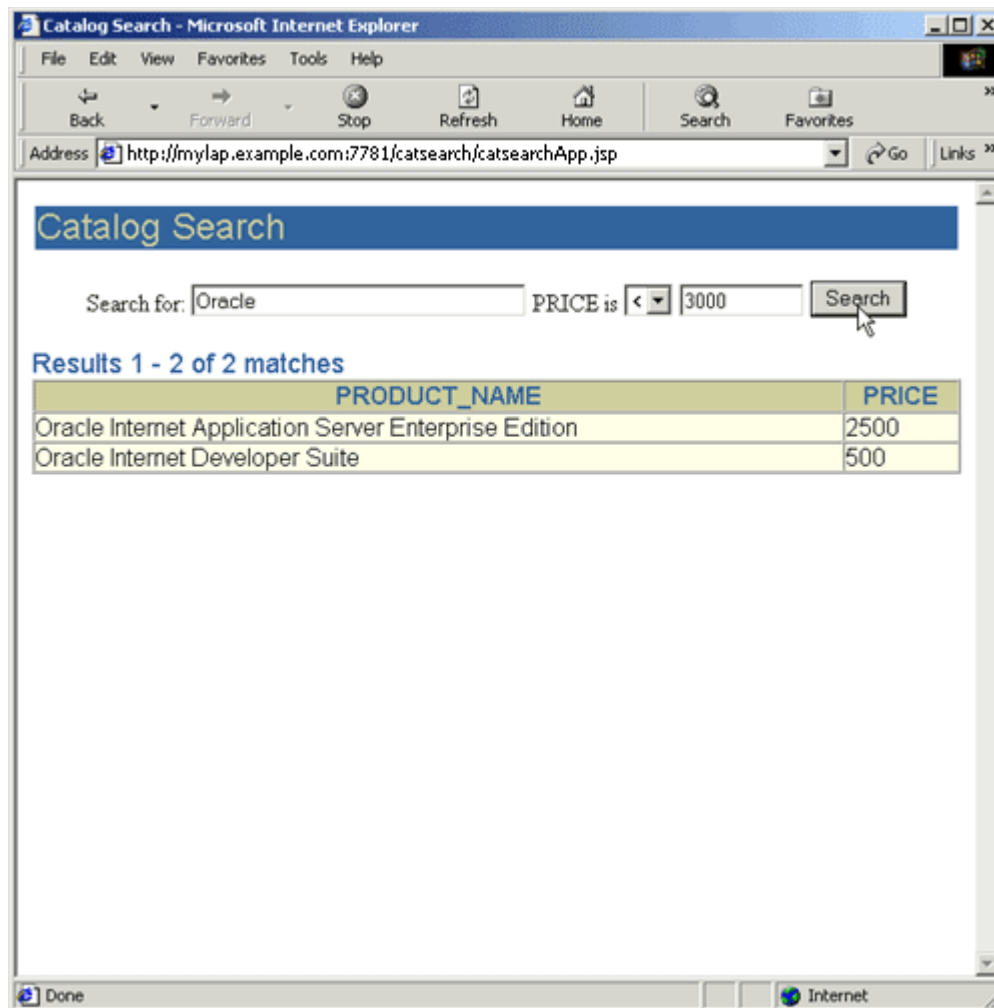 Catalog Search - Microsoft Internet Explorer
File Edit View Favorites Tools Help
Back Forward Stop Refresh Home Search Favorites »
Address http://mylap.example.com:7781/catsearch/catsearchApp.jsp Go Links »
Catalog Search
Search for: Oracle PRICE is < 3000 Search
Results 1 - 2 of 2 matches
PRODUCT_NAME PRICE
Oracle Internet Application Server Enterprise Edition 2500
Oracle Internet Developer Suite 500
Done Internet